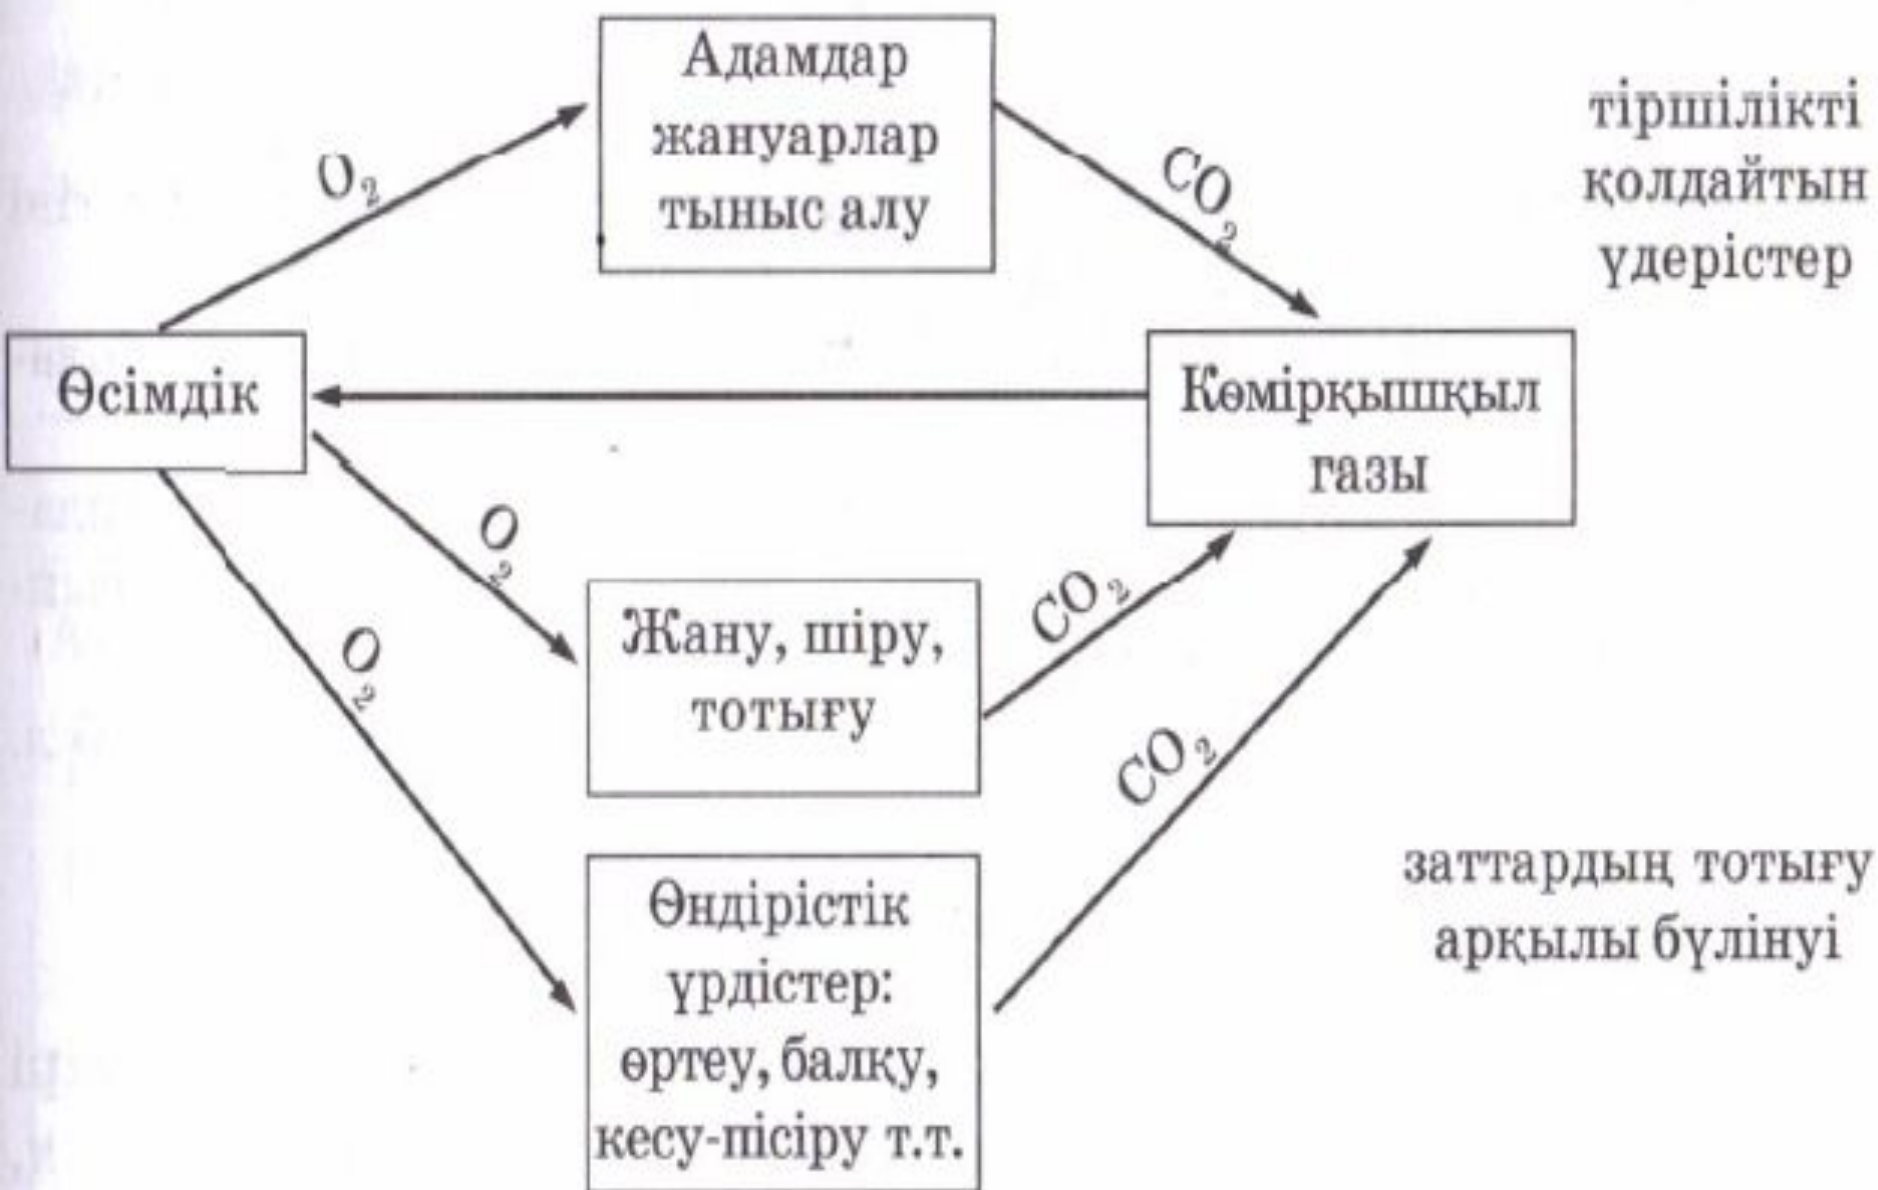 Адамдар
жануарлар
тыныс алу
тіршілікті
қолдайтын
үдерістер
O₂
CO₂
Өсімдік
Көмірқышқыл
газы
O₂
Жану, шіру,
тотығу
CO₂
O₂
CO₂
Өндірістік
үрдістер:
өртеу, балқу,
кесу-пісіру т.т.
заттардың тотығу
арқылы бүлінуі